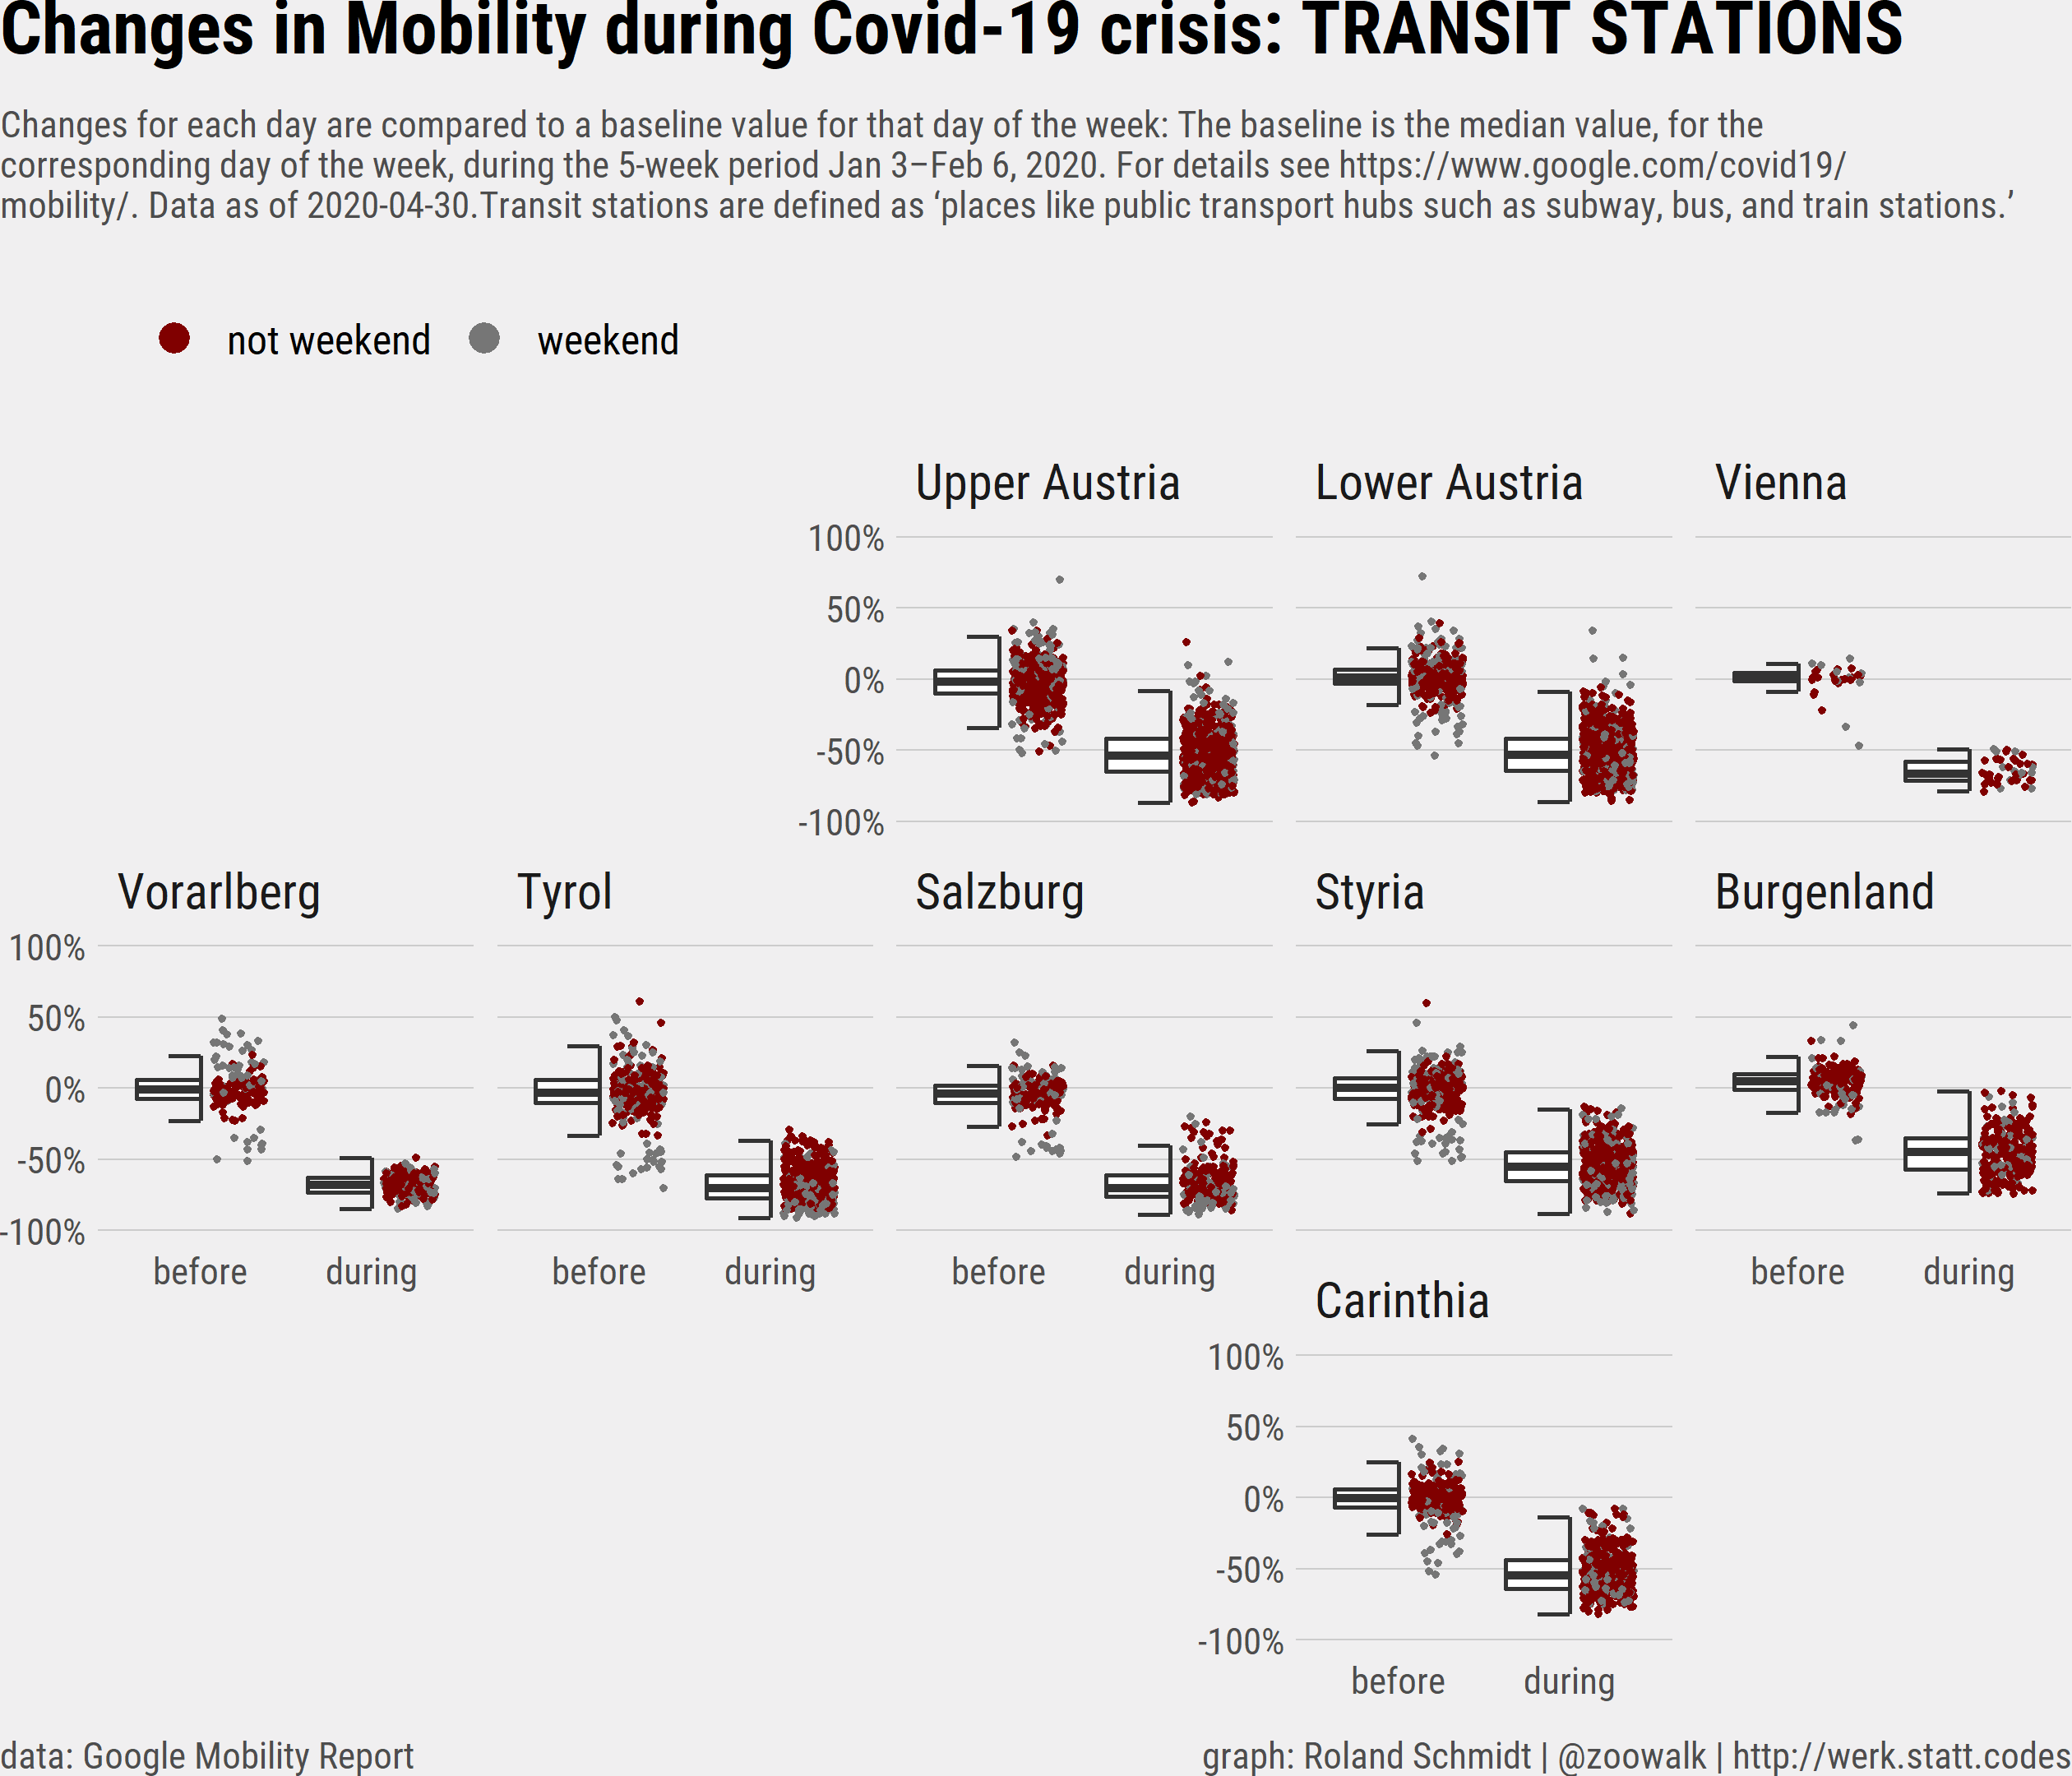 Changes in Mobility during Covid-19 crisis: TRANSIT STATIONS
Changes for each day are compared to a baseline value for that day of the week: The baseline is the median value, for the
corresponding day of the week, during the 5-week period Jan 3–Feb 6, 2020. For details see https://www.google.com/covid19/
mobility/. Data as of 2020-04-30.Transit stations are defined as ‘places like public transport hubs such as subway, bus, and train stations.’
not weekend weekend
Upper Austria Lower Austria Vienna
100%
50%
0%
-50%
-100%
Vorarlberg Tyrol Salzburg Styria Burgenland
100%
50%
0%
-50%
-100%
before during before during before during before during
Carinthia
100%
50%
0%
-50%
-100%
before during
data: Google Mobility Report graph: Roland Schmidt | @zoowalk | http://werk.statt.codes